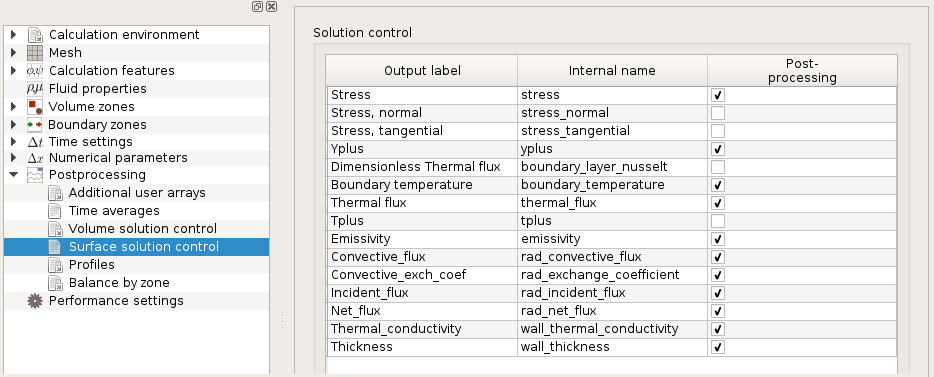 Calculation environment
Mesh
Calculation features
Fluid properties
Volume zones
Boundary zones
Δt Time settings
Δx Numerical parameters
Postprocessing
Additional user arrays
Time averages
Volume solution control
Surface solution control
Profiles
Balance by zone
Performance settings
Solution control
Output label Internal name Post-
processing
Stress stress
Stress, normal stress_normal
Stress, tangential stress_tangential
Yplus yplus
Dimensionless Thermal flux boundary_layer_nusselt
Boundary temperature boundary_temperature
Thermal flux thermal_flux
Tplus tplus
Emissivity emissivity
Convective_flux rad_convective_flux
Convective_exch_coef rad_exchange_coefficient
Incident_flux rad_incident_flux
Net_flux rad_net_flux
Thermal_conductivity wall_thermal_conductivity
Thickness wall_thickness